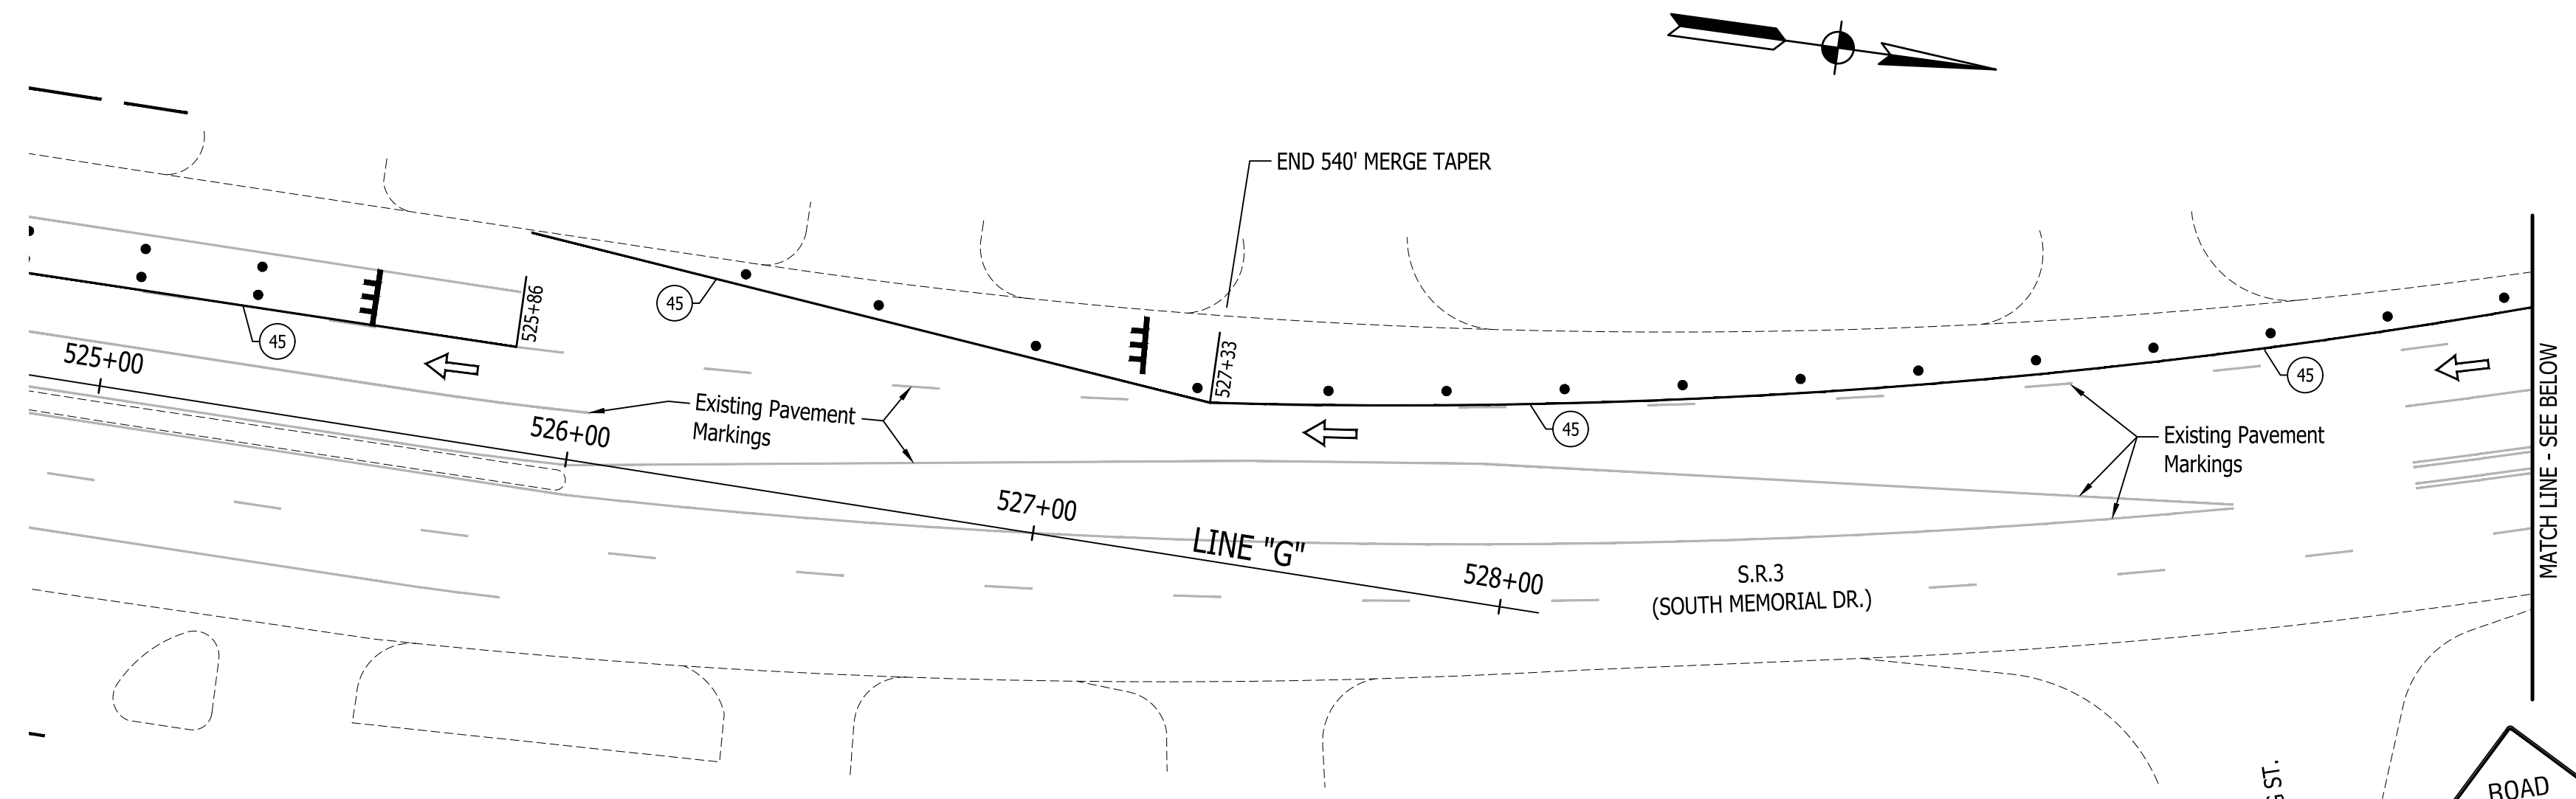 END 540' MERGE TAPER
45
525+86
45
527+33
45
45
525+00
Existing Pavement
Markings
526+00
Existing Pavement
Markings
MATCH LINE - SEE BELOW
527+00
LINE "G"
528+00
S.R.3
(SOUTH MEMORIAL DR.)
ST.
ROAD